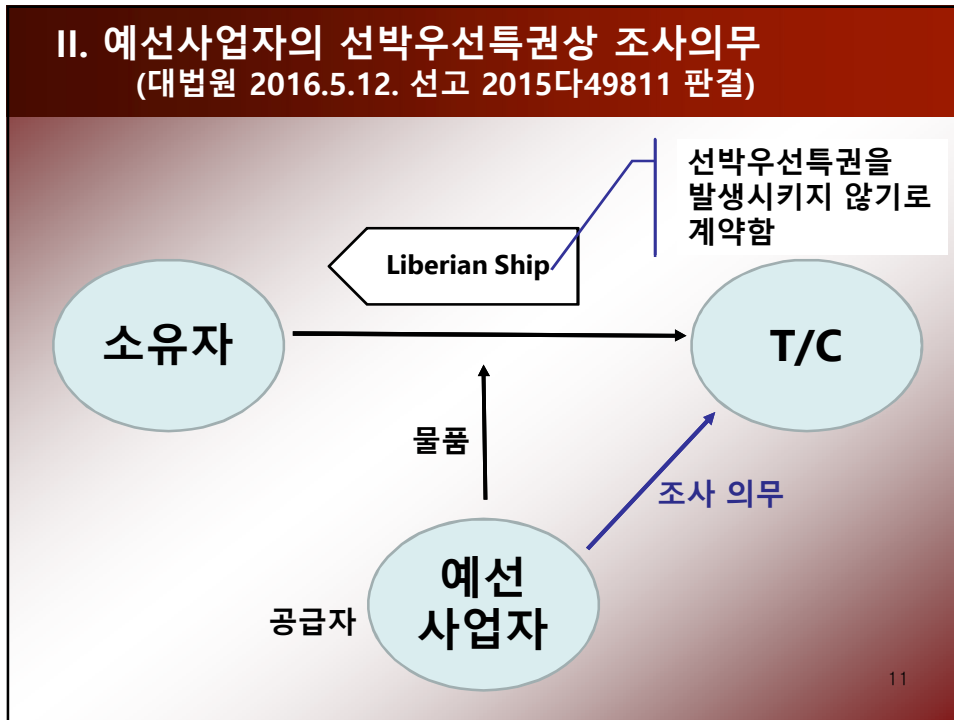 II. 예선사업자의 선박우선특권상 조사의무
(대법원 2016.5.12. 선고 2015다49811 판결)
선박우선특권을
발생시키지 않기로
계약함
Liberian Ship
소유자
T/C
물품
조사 의무
공급자
예선
사업자
11